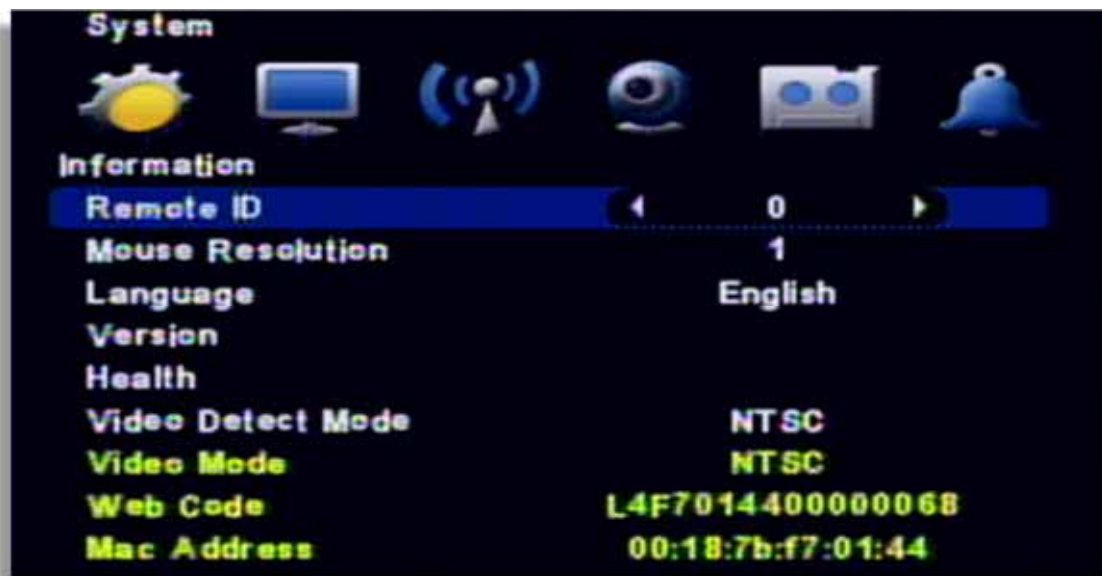 System
Information
Remote ID 0
Mouse Resolution 1
Language English
Version
Health
Video Detect Mode NTSC
Video Mode NTSC
Web Code L4F7014400000068
Mac Address 00:18:7b:f7:01:44